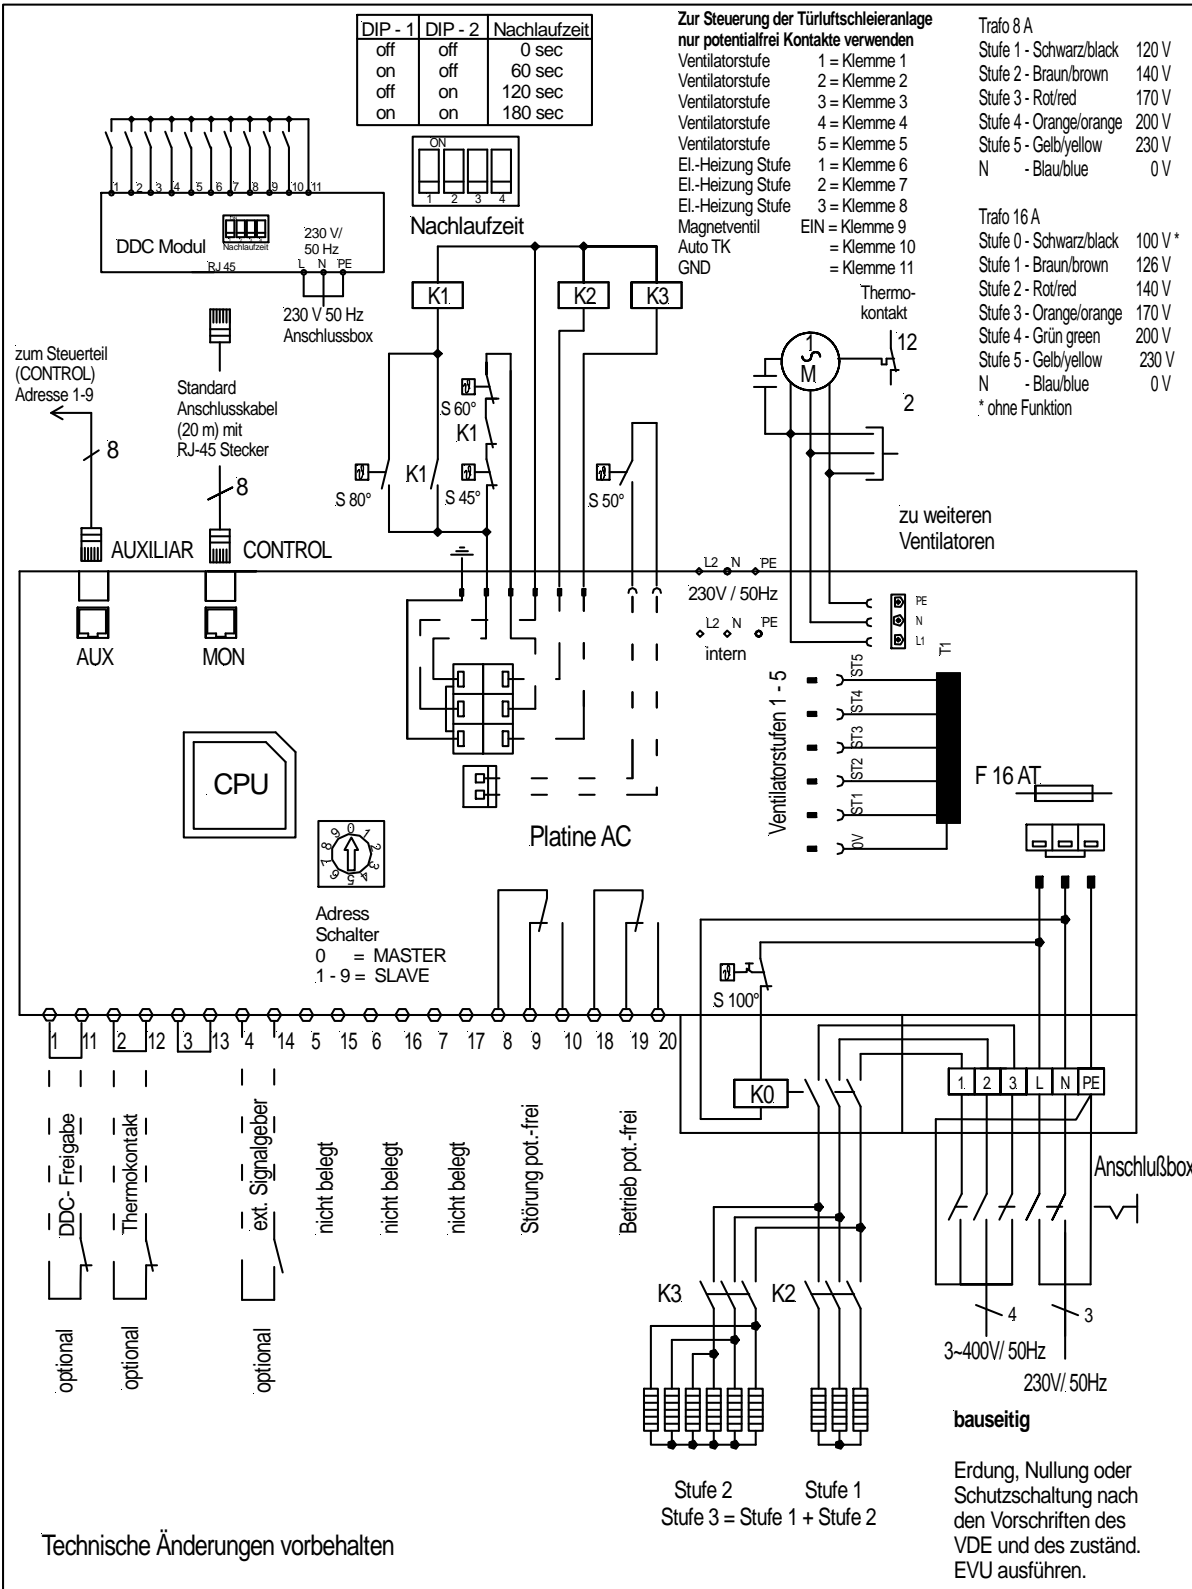 DIP - 1 DIP - 2 Nachlaufzeit
off off 0 sec
on off 60 sec
off on 120 sec
on on 180 sec
ON
1 2 3 4
Nachlaufzeit
Zur Steuerung der Türluftschleieranlage
nur potentialfrei Kontakte verwenden
Ventilatorstufe 1 = Klemme 1
Ventilatorstufe 2 = Klemme 2
Ventilatorstufe 3 = Klemme 3
Ventilatorstufe 4 = Klemme 4
Ventilatorstufe 5 = Klemme 5
El.-Heizung Stufe 1 = Klemme 6
El.-Heizung Stufe 2 = Klemme 7
El.-Heizung Stufe 3 = Klemme 8
Magnetventil EIN = Klemme 9
Auto TK = Klemme 10
GND = Klemme 11
Trafo 8 A
Stufe 1 - Schwarz/black 120 V
Stufe 2 - Braun/brown 140 V
Stufe 3 - Rot/red 170 V
Stufe 4 - Orange/orange 200 V
Stufe 5 - Gelb/yellow 230 V
N - Blau/blue 0 V
Trafo 16 A
Stufe 0 - Schwarz/black 100 V *
Stufe 1 - Braun/brown 126 V
Stufe 2 - Rot/red 140 V
Stufe 3 - Orange/orange 170 V
Stufe 4 - Grün green 200 V
Stufe 5 - Gelb/yellow 230 V
N - Blau/blue 0 V
* ohne Funktion
1 2 3 4 5 6 7 8 9 10 11
DDC Modul
Nachlaufzeit
230 V/
50 Hz
RJ 45
L N PE
230 V 50 Hz
Anschlussbox
zum Steuerteil
(CONTROL)
Adresse 1-9
8
Standard
Anschlusskabel
(20 m) mit
RJ-45 Stecker
8
K1 K2 K3
S 60°
K1
S 80° K1 S 45° S 50°
Thermo-
kontakt
1
M
12
2
zu weiteren
Ventilatoren
AUXILIAR CONTROL
AUX MON
L2 N PE
230V / 50Hz
L2 N PE
intern
PE
N
L1
T1
Ventilatorstufen 1 - 5
ST5
ST4
ST3
ST2
ST1
0V
F 16 AT
CPU
Platine AC
0 1 2 3 4 5 6 7 8 9
Adress
Schalter
0 = MASTER
1 - 9 = SLAVE
S 100°
1 11 2 12 3 13 4 14 5 15 6 16 7 17 8 9 10 18 19 20
K0
1 2 3 L N PE
DDC- Freigabe
Thermokontakt
ext. Signalgeber
nicht belegt
nicht belegt
nicht belegt
Störung pot.-frei
Betrieb pot.-frei
Anschlußbox
optional
optional
optional
K3 K2
4 3
3~400V/ 50Hz
230V/ 50Hz
bauseitig
Stufe 2 Stufe 1
Stufe 3 = Stufe 1 + Stufe 2
Erdung, Nullung oder
Schutzschaltung nach
den Vorschriften des
VDE und des zuständ.
EVU ausführen.
Technische Änderungen vorbehalten